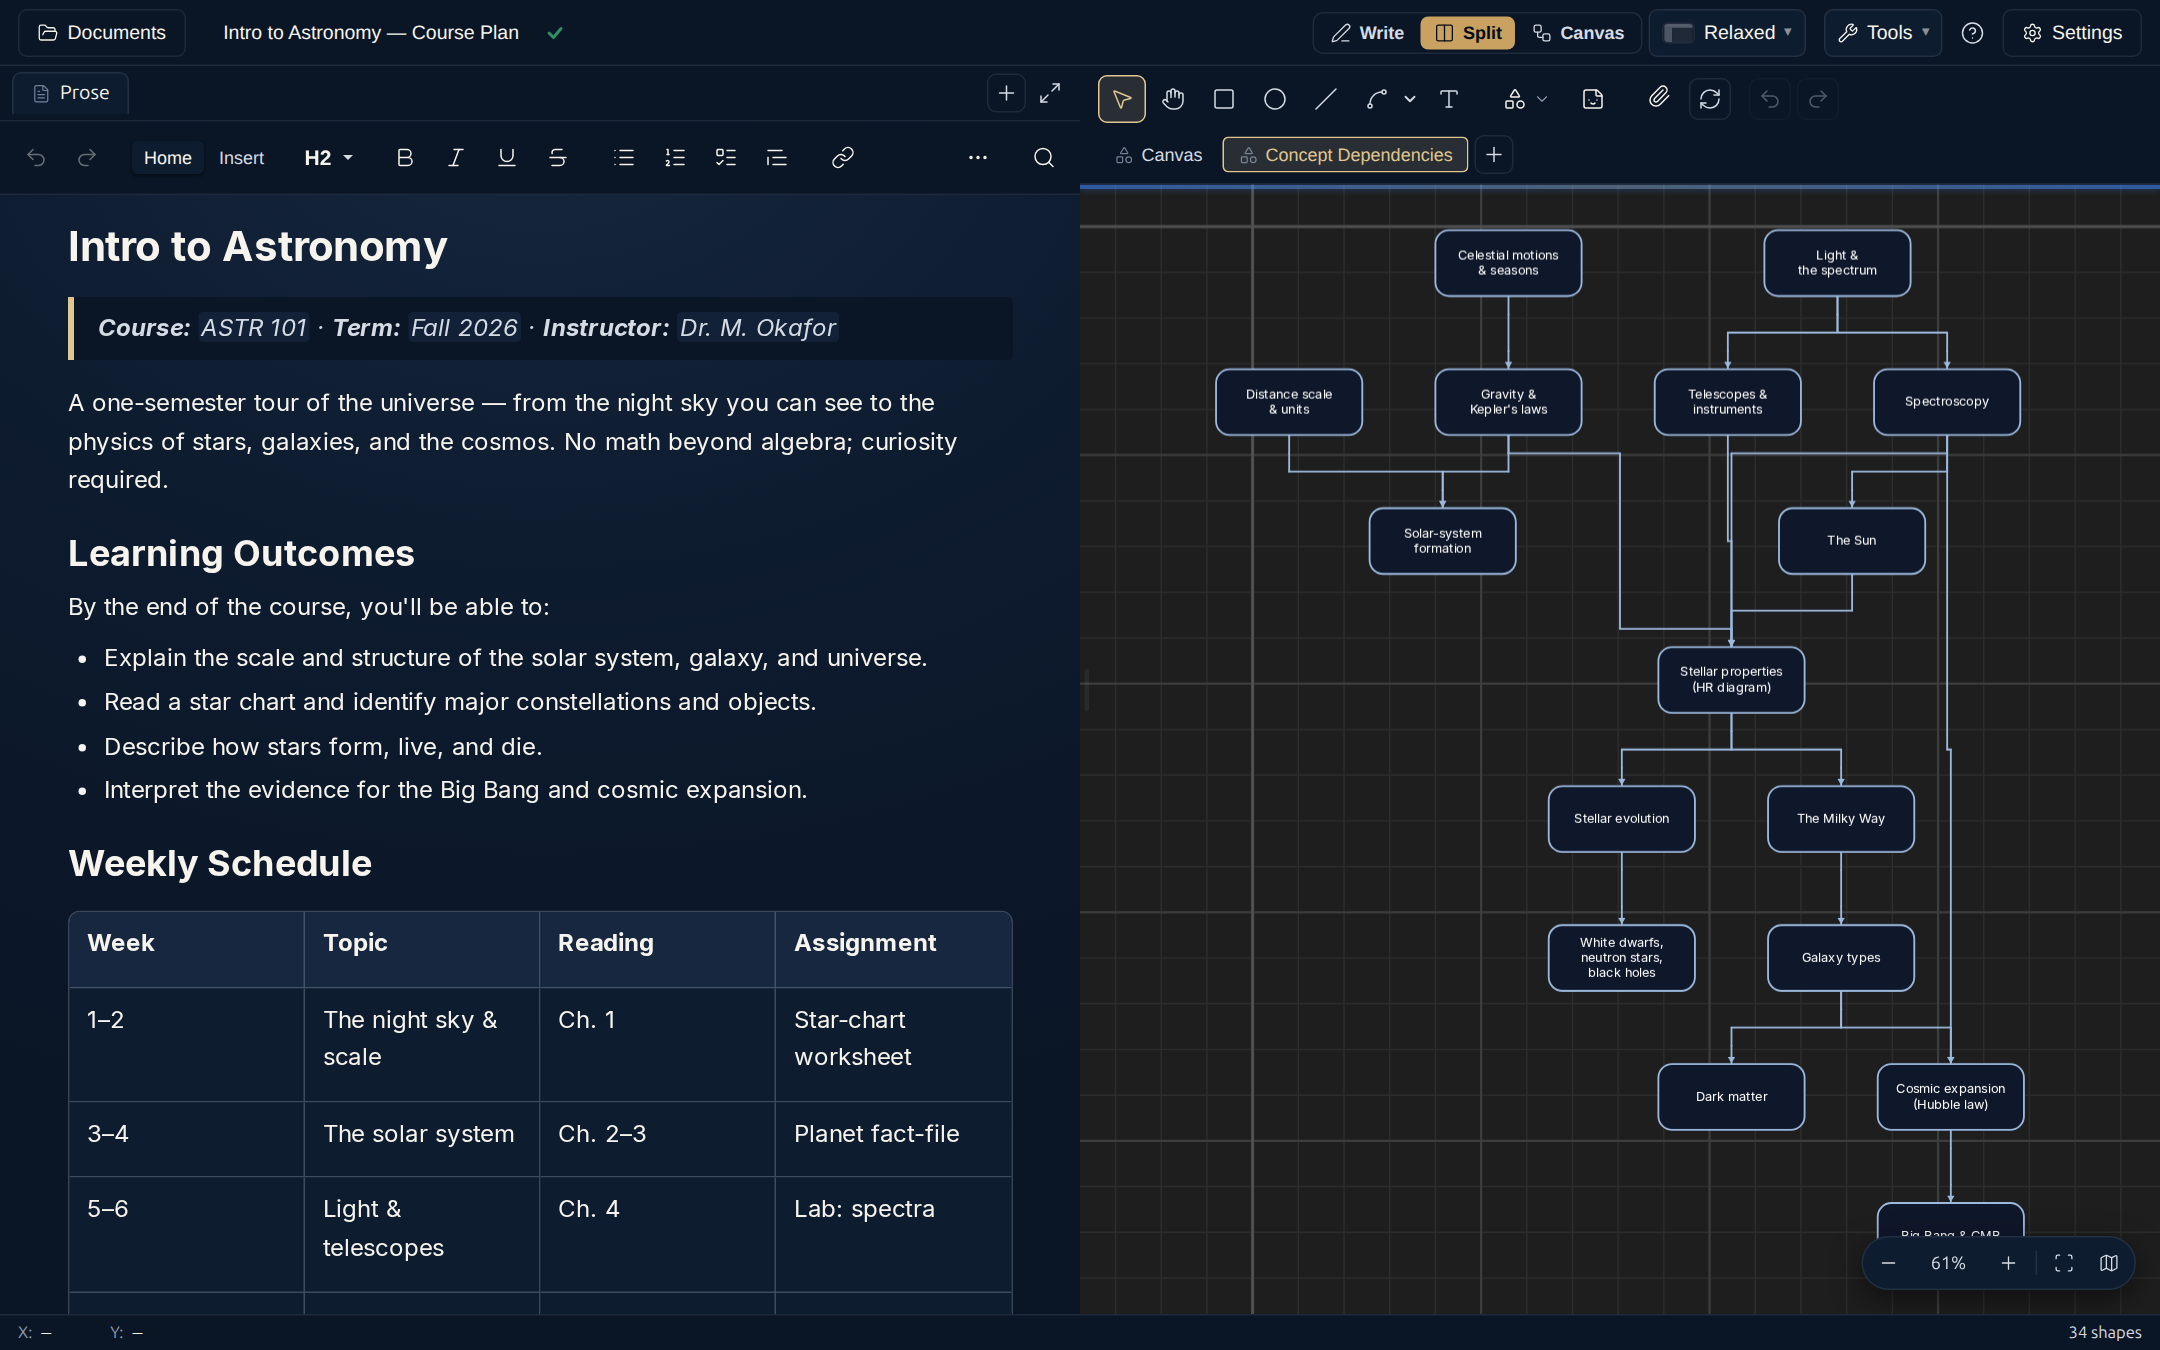 Documents
Intro to Astronomy — Course Plan
Write
Split
Canvas
Relaxed
Tools
Settings
Prose
Home
Insert
H2
Canvas
Concept Dependencies
Intro to Astronomy
Course: ASTR 101 · Term: Fall 2026 · Instructor: Dr. M. Okafor
A one-semester tour of the universe — from the night sky you can see to the
physics of stars, galaxies, and the cosmos. No math beyond algebra; curiosity
required.
Learning Outcomes
By the end of the course, you'll be able to:
• Explain the scale and structure of the solar system, galaxy, and universe.
• Read a star chart and identify major constellations and objects.
• Describe how stars form, live, and die.
• Interpret the evidence for the Big Bang and cosmic expansion.
Weekly Schedule
Week Topic Reading Assignment
1–2 The night sky & Ch. 1 Star-chart
scale worksheet
3–4 The solar system Ch. 2–3 Planet fact-file
5–6 Light & Ch. 4 Lab: spectra
telescopes
Celestial motions
& seasons
Light &
the spectrum
Distance scale
& units
Gravity &
Kepler's laws
Telescopes &
instruments
Spectroscopy
Solar-system
formation
The Sun
Stellar properties
(HR diagram)
Stellar evolution
The Milky Way
White dwarfs,
neutron stars,
black holes
Galaxy types
Dark matter
Cosmic expansion
(Hubble law)
Big Bang & CMB
61%
X: –
Y: –
34 shapes